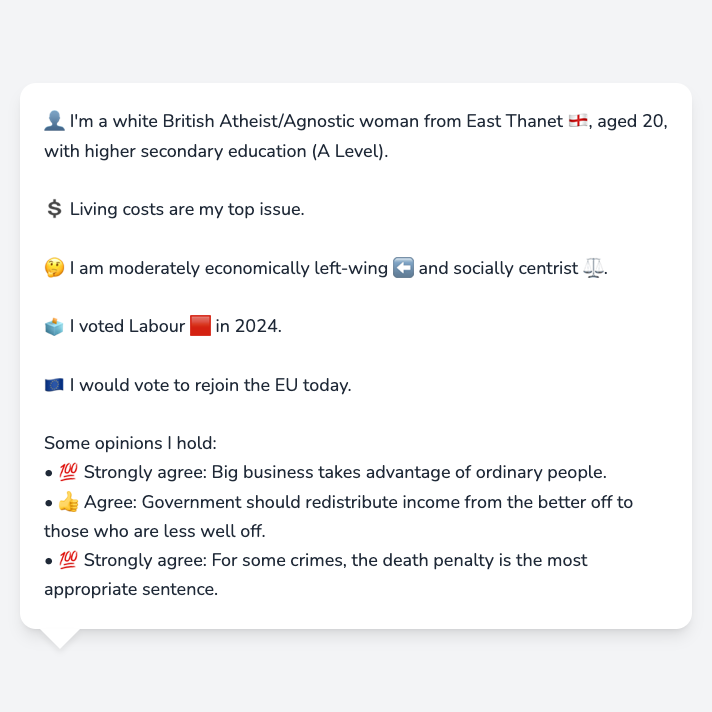 👤 I'm a white British Atheist/Agnostic woman from East Thanet 🏴󠁧󠁢󠁥󠁮󠁧󠁿, aged 20,
with higher secondary education (A Level).
💲 Living costs are my top issue.
🤔 I am moderately economically left-wing ⬅️ and socially centrist ⚖️.
🗳️ I voted Labour 🟥 in 2024.
🇪🇺 I would vote to rejoin the EU today.
Some opinions I hold:
• 💯 Strongly agree: Big business takes advantage of ordinary people.
• 👍 Agree: Government should redistribute income from the better off to
those who are less well off.
• 💯 Strongly agree: For some crimes, the death penalty is the most
appropriate sentence.